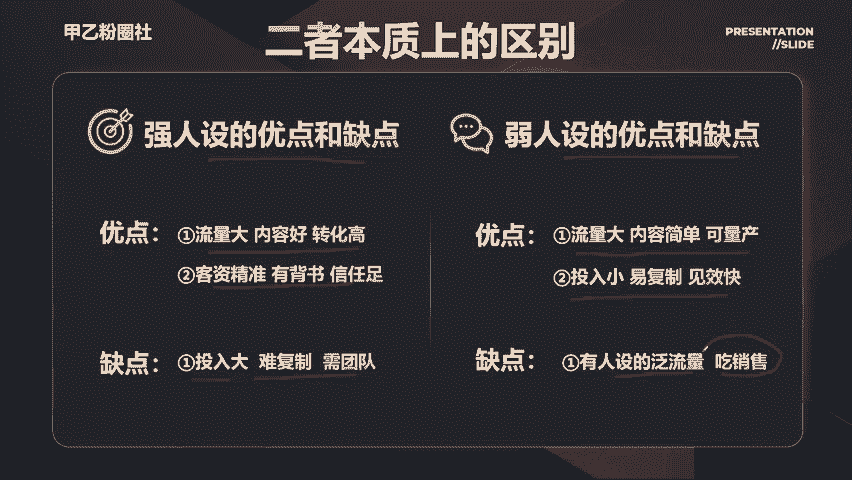 甲乙粉圈社
二者本质上的区别
PRESENTATION
//SLIDE
强人设的优点和缺点
优点：
①流量大 内容好 转化高
②客资精准 有背书 信任足
缺点：
①投入大 难复制 需团队
弱人设的优点和缺点
优点：
①流量大 内容简单 可量产
②投入小 易复制 见效快
缺点：
①有人设的泛流量 吃销售